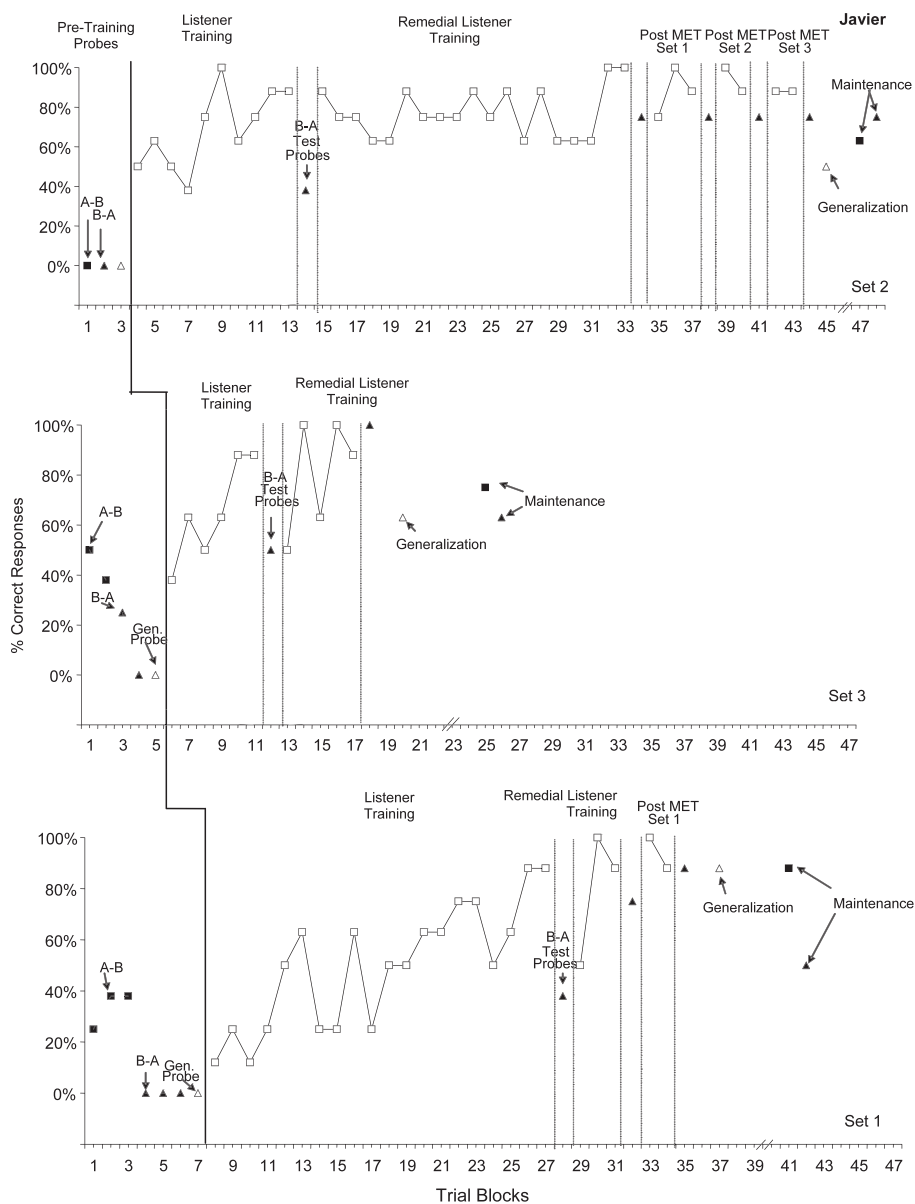 Javier
Pre-Training
Probes
Listener
Training
Remedial Listener
Training
Post MET
Set 1
Post MET
Set 2
Post MET
Set 3
100%
80%
60%
40%
20%
0%
A-B
B-A
B-A
Test
Probes
Maintenance
Generalization
Set 2
1 3 5 7 9 11 13 15 17 19 21 23 25 27 29 31 33 35 37 39 41 43 45 47
Listener
Training
Remedial Listener
Training
% Correct Responses
100%
80%
60%
40%
20%
0%
A-B
B-A
Gen.
Probe
B-A
Test
Probes
Generalization
Maintenance
Set 3
1 3 5 7 9 11 13 15 17 19 21 23 25 27 29 31 33 35 37 39 41 43 45 47
Listener
Training
Remedial Listener
Training
Post MET
Set 1
100%
80%
60%
40%
20%
0%
A-B
B-A
Gen.
Probe
B-A
Test
Probes
Generalization
Maintenance
Set 1
1 3 5 7 9 11 13 15 17 19 21 23 25 27 29 31 33 35 37 39 41 43 45 47
Trial Blocks